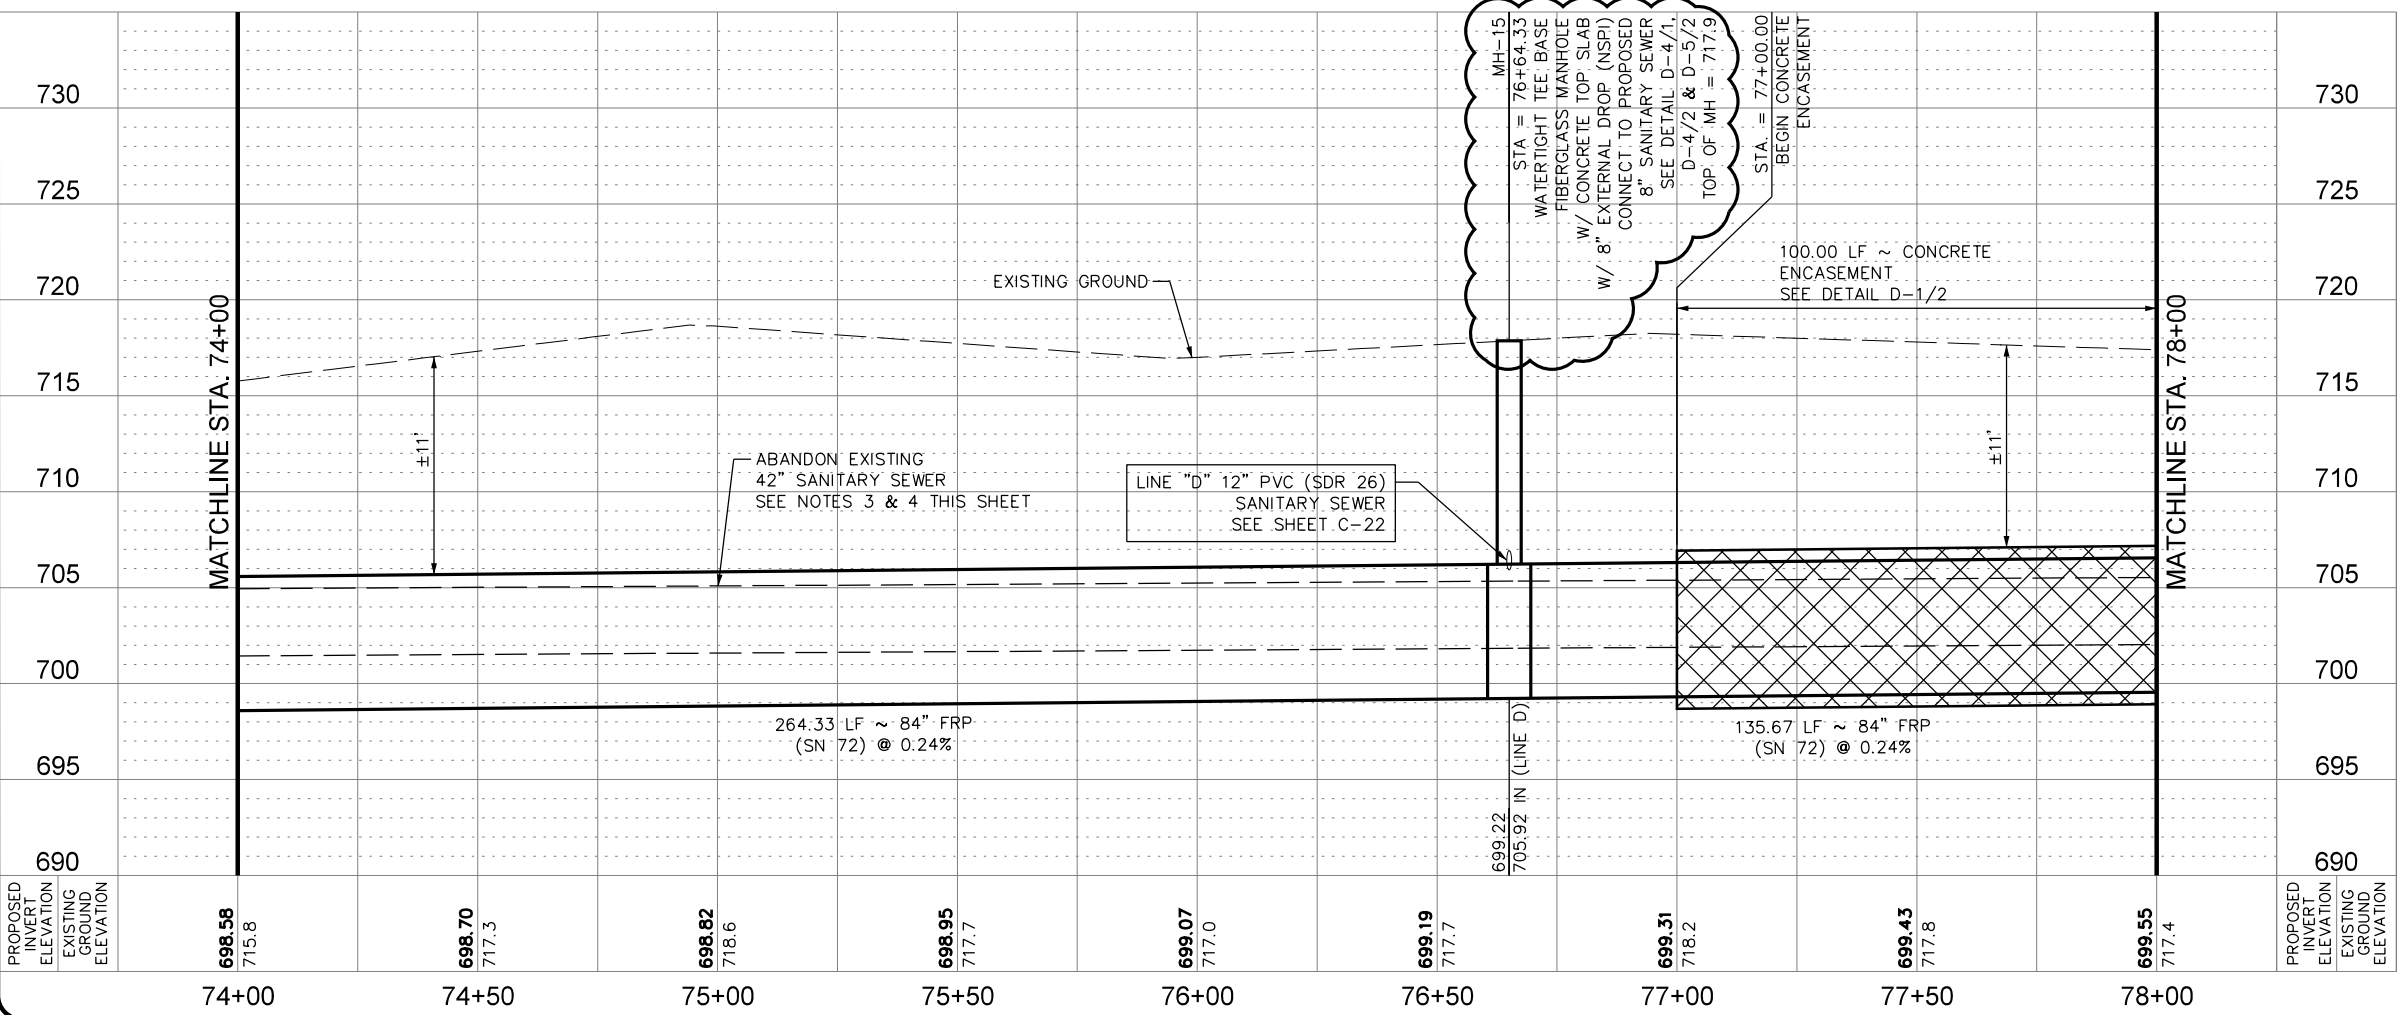 730
725
720
715
710
705
700
695
690
MATCHLINE STA. 74+00
±11'
EXISTING GROUND
ABANDON EXISTING
42" SANITARY SEWER
SEE NOTES 3 & 4 THIS SHEET
LINE "D" 12" PVC (SDR 26)
SANITARY SEWER
SEE SHEET C-22
MH-15
STA = 76+64.33
WATERTIGHT TEE BASE
FIBERGLASS MANHOLE
W/ CONCRETE TOP SLAB
W/ 8" EXTERNAL DROP (NSPI)
CONNECT TO PROPOSED
8" SANITARY SEWER
SEE DETAIL D-4/1,
D-4/2 & D-5/2
TOP OF MH = 717.9
STA. = 77+00.00
BEGIN CONCRETE
ENCASEMENT
100.00 LF ~ CONCRETE
ENCASEMENT
SEE DETAIL D-1/2
±11'
MATCHLINE STA. 78+00
730
725
720
715
710
705
700
695
690
264.33 LF ~ 84" FRP
(SN 72) @ 0.24%
699.22
705.92 IN (LINE D)
135.67 LF ~ 84" FRP
(SN 72) @ 0.24%
PROPOSED
INVERT
ELEVATION
EXISTING
GROUND
ELEVATION
698.58
715.8
698.70
717.3
698.82
718.6
698.95
717.7
699.07
717.0
699.19
717.7
699.31
718.2
699.43
717.8
699.55
717.4
PROPOSED
INVERT
ELEVATION
EXISTING
GROUND
ELEVATION
74+00
74+50
75+00
75+50
76+00
76+50
77+00
77+50
78+00